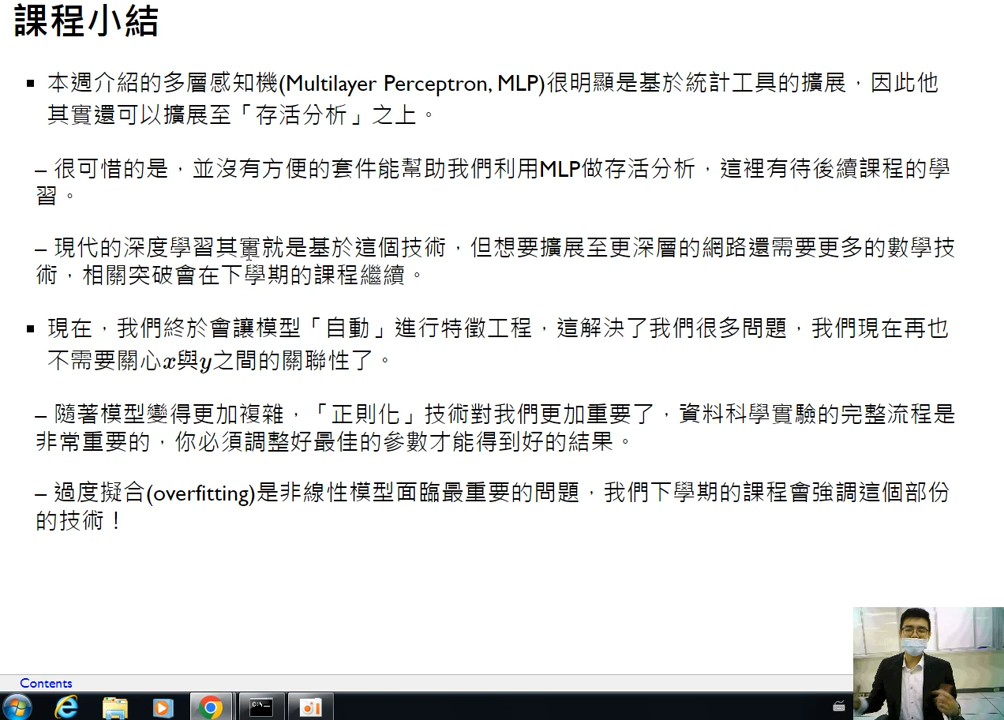 課程小結
▪ 本週介紹的多層感知機(Multilayer Perceptron, MLP)很明顯是基於統計工具的擴展，因此他
其實還可以擴展至「存活分析」之上。
– 很可惜的是，並沒有方便的套件能幫助我們利用MLP做存活分析，這裡有待後續課程的學
習。
– 現代的深度學習其實就是基於這個技術，但想要擴展至更深層的網路還需要更多的數學技
術，相關突破會在下學期的課程繼續。
▪ 現在，我們終於會讓模型「自動」進行特徵工程，這解決了我們很多問題，我們現在再也
不需要關心x與y之間的關聯性了。
– 隨著模型變得更加複雜，「正則化」技術對我們更加重要了，資料科學實驗的完整流程是
非常重要的，你必須調整好最佳的參數才能得到好的結果。
– 過度擬合(overfitting)是非線性模型面臨最重要的問題，我們下學期的課程會強調這個部份
的技術！
Contents